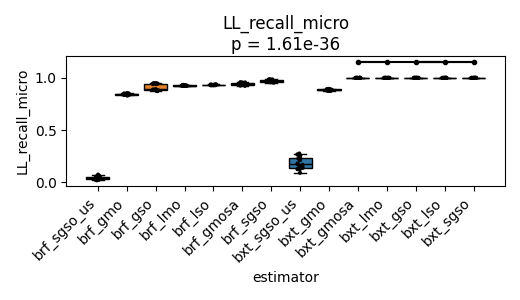 LL_recall_micro
p = 1.61e-36
LL_recall_micro
1.0
0.5
0.0
brf_sgso_us
brf_gmo
brf_gso
brf_lmo
brf_lso
brf_gmosa
brf_sgso
bxt_sgso_us
bxt_gmo
bxt_gmosa
bxt_lmo
bxt_gso
bxt_lso
bxt_sgso
estimator